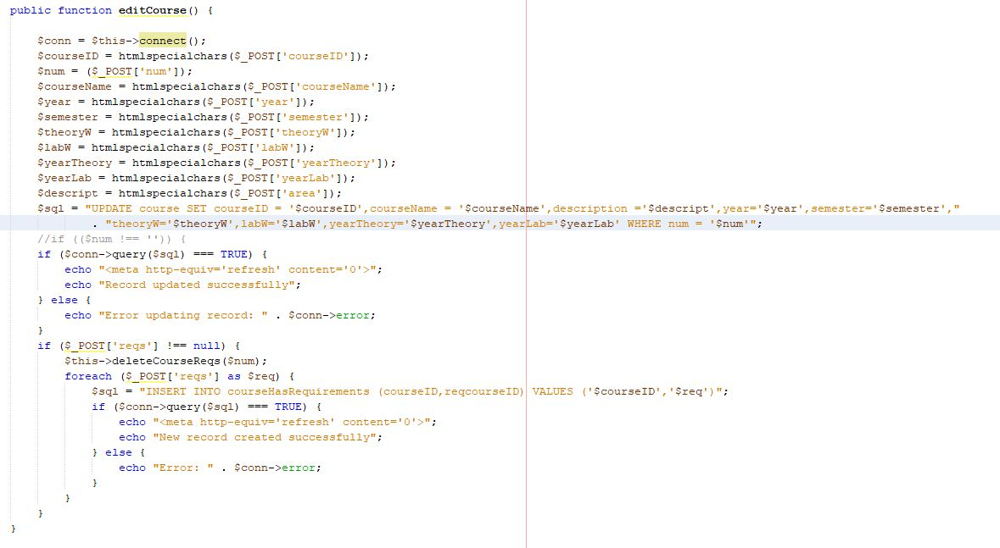 public function editCourse() {
$conn = $this->connect();
$courseID = htmlspecialchars($_POST['courseID']);
$num = ($_POST['num']);
$courseName = htmlspecialchars($_POST['courseName']);
$year = htmlspecialchars($_POST['year']);
$semester = htmlspecialchars($_POST['semester']);
$theoryW = htmlspecialchars($_POST['theoryW']);
$labW = htmlspecialchars($_POST['labW']);
$yearTheory = htmlspecialchars($_POST['yearTheory']);
$yearLab = htmlspecialchars($_POST['yearLab']);
$descript = htmlspecialchars($_POST['area']);
$sql = "UPDATE course SET courseID = '$courseID',courseName = '$courseName',description ='$descript',year='$year',semester='$semester',"
. "theoryW='$theoryW',labW='$labW',yearTheory='$yearTheory',yearLab='$yearLab' WHERE num = '$num'";
//if (($num !== '')) {
if ($conn->query($sql) === TRUE) {
echo "<meta http-equiv='refresh' content='0'>";
echo "Record updated successfully";
} else {
echo "Error updating record: " . $conn->error;
}
if ($_POST['reqs'] !== null) {
$this->deleteCourseReqs($num);
foreach ($_POST['reqs'] as $req) {
$sql = "INSERT INTO courseHasRequirements (courseID,reqcourseID) VALUES ('$courseID','$req')";
if ($conn->query($sql) === TRUE) {
echo "<meta http-equiv='refresh' content='0'>";
echo "New record created successfully";
} else {
echo "Error: " . $conn->error;
}
}
}
}